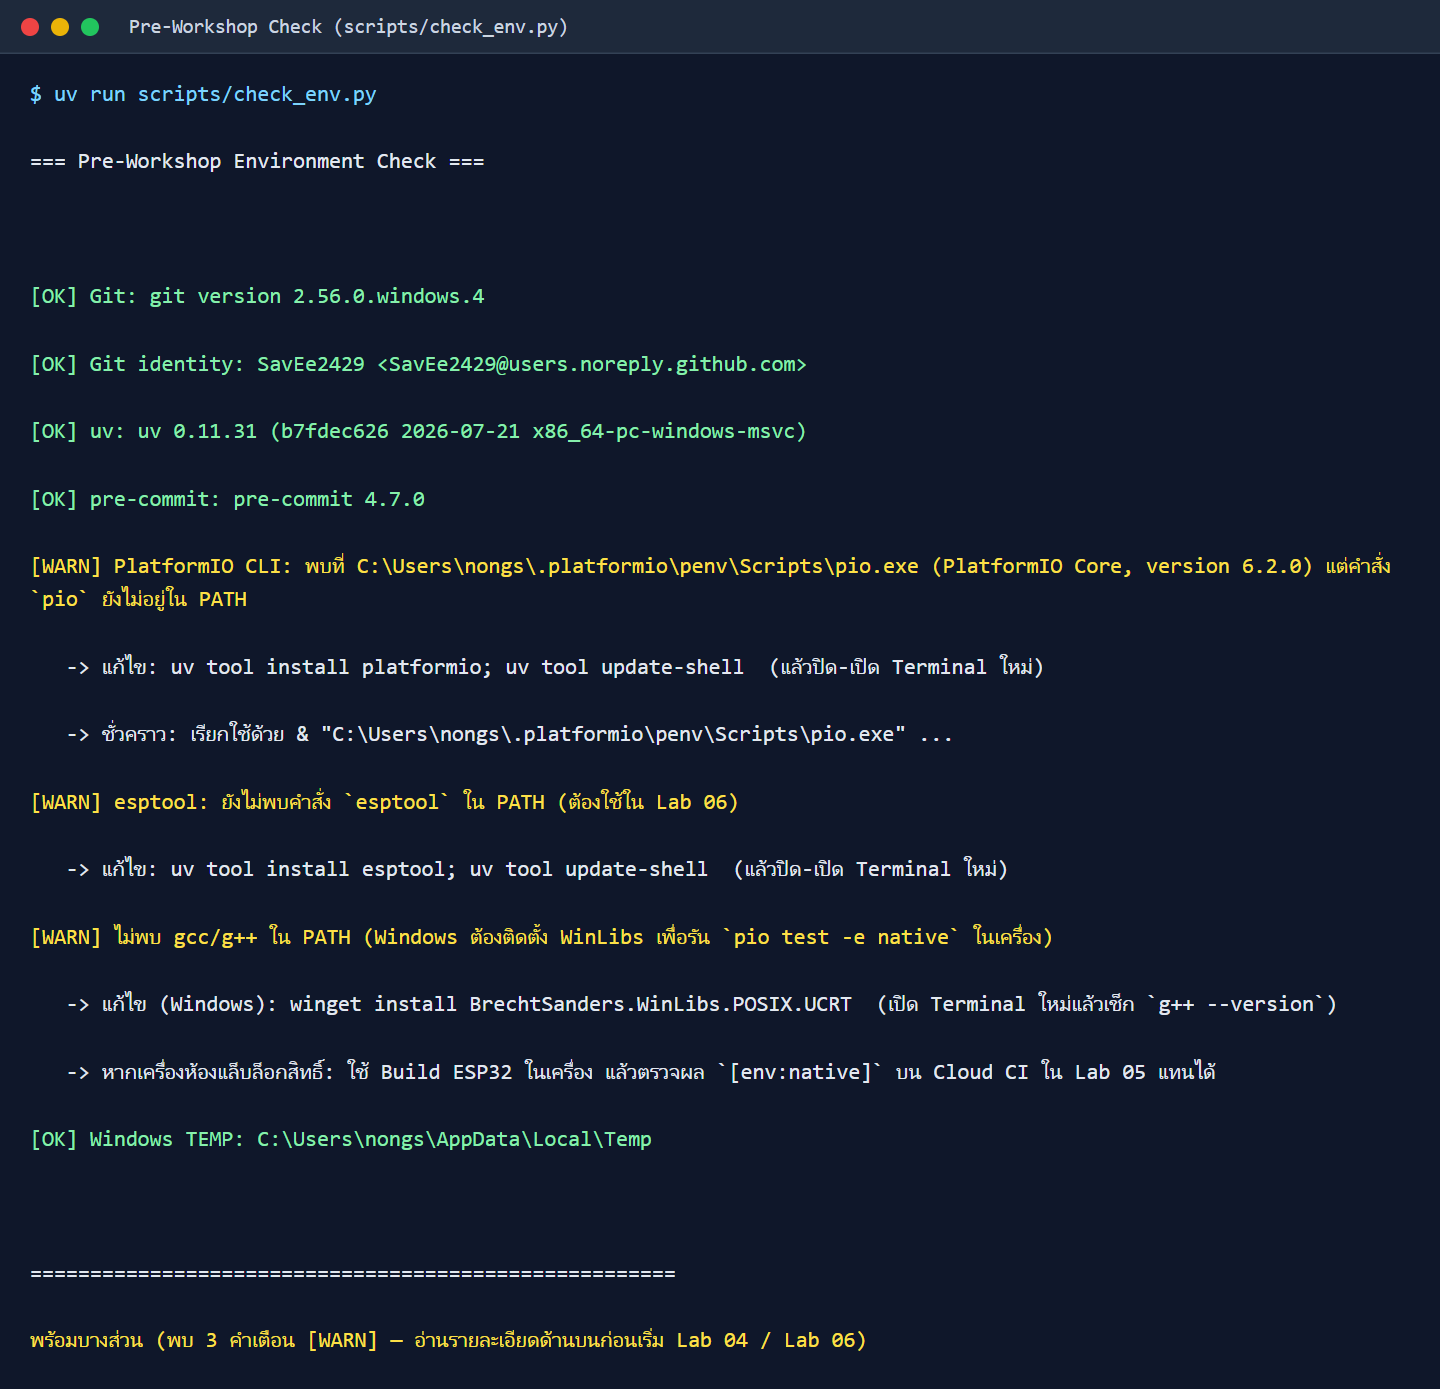 Pre-Workshop Check (scripts/check_env.py)
$ uv run scripts/check_env.py
=== Pre-Workshop Environment Check ===
[OK] Git: git version 2.56.0.windows.4
[OK] Git identity: SavEe2429 <SavEe2429@users.noreply.github.com>
[OK] uv: uv 0.11.31 (b7fdec626 2026-07-21 x86_64-pc-windows-msvc)
[OK] pre-commit: pre-commit 4.7.0
[WARN] PlatformIO CLI: พบที่ C:\Users\nongs\.platformio\penv\Scripts\pio.exe (PlatformIO Core, version 6.2.0) แต่คำสั่ง
`pio` ยังไม่อยู่ใน PATH
-> แก้ไข: uv tool install platformio; uv tool update-shell  (แล้วปิด-เปิด Terminal ใหม่)
-> ชั่วคราว: เรียกใช้ด้วย & "C:\Users\nongs\.platformio\penv\Scripts\pio.exe" ...
[WARN] esptool: ยังไม่พบคำสั่ง `esptool` ใน PATH (ต้องใช้ใน Lab 06)
-> แก้ไข: uv tool install esptool; uv tool update-shell  (แล้วปิด-เปิด Terminal ใหม่)
[WARN] ไม่พบ gcc/g++ ใน PATH (Windows ต้องติดตั้ง WinLibs เพื่อรัน `pio test -e native` ในเครื่อง)
-> แก้ไข (Windows): winget install BrechtSanders.WinLibs.POSIX.UCRT  (เปิด Terminal ใหม่แล้วเช็ก `g++ --version`)
-> หากเครื่องห้องแล็บล็อกสิทธิ์: ใช้ Build ESP32 ในเครื่อง แล้วตรวจผล `[env:native]` บน Cloud CI ใน Lab 05 แทนได้
[OK] Windows TEMP: C:\Users\nongs\AppData\Local\Temp
======================================================
พร้อมบางส่วน (พบ 3 คำเตือน [WARN] — อ่านรายละเอียดด้านบนก่อนเริ่ม Lab 04 / Lab 06)